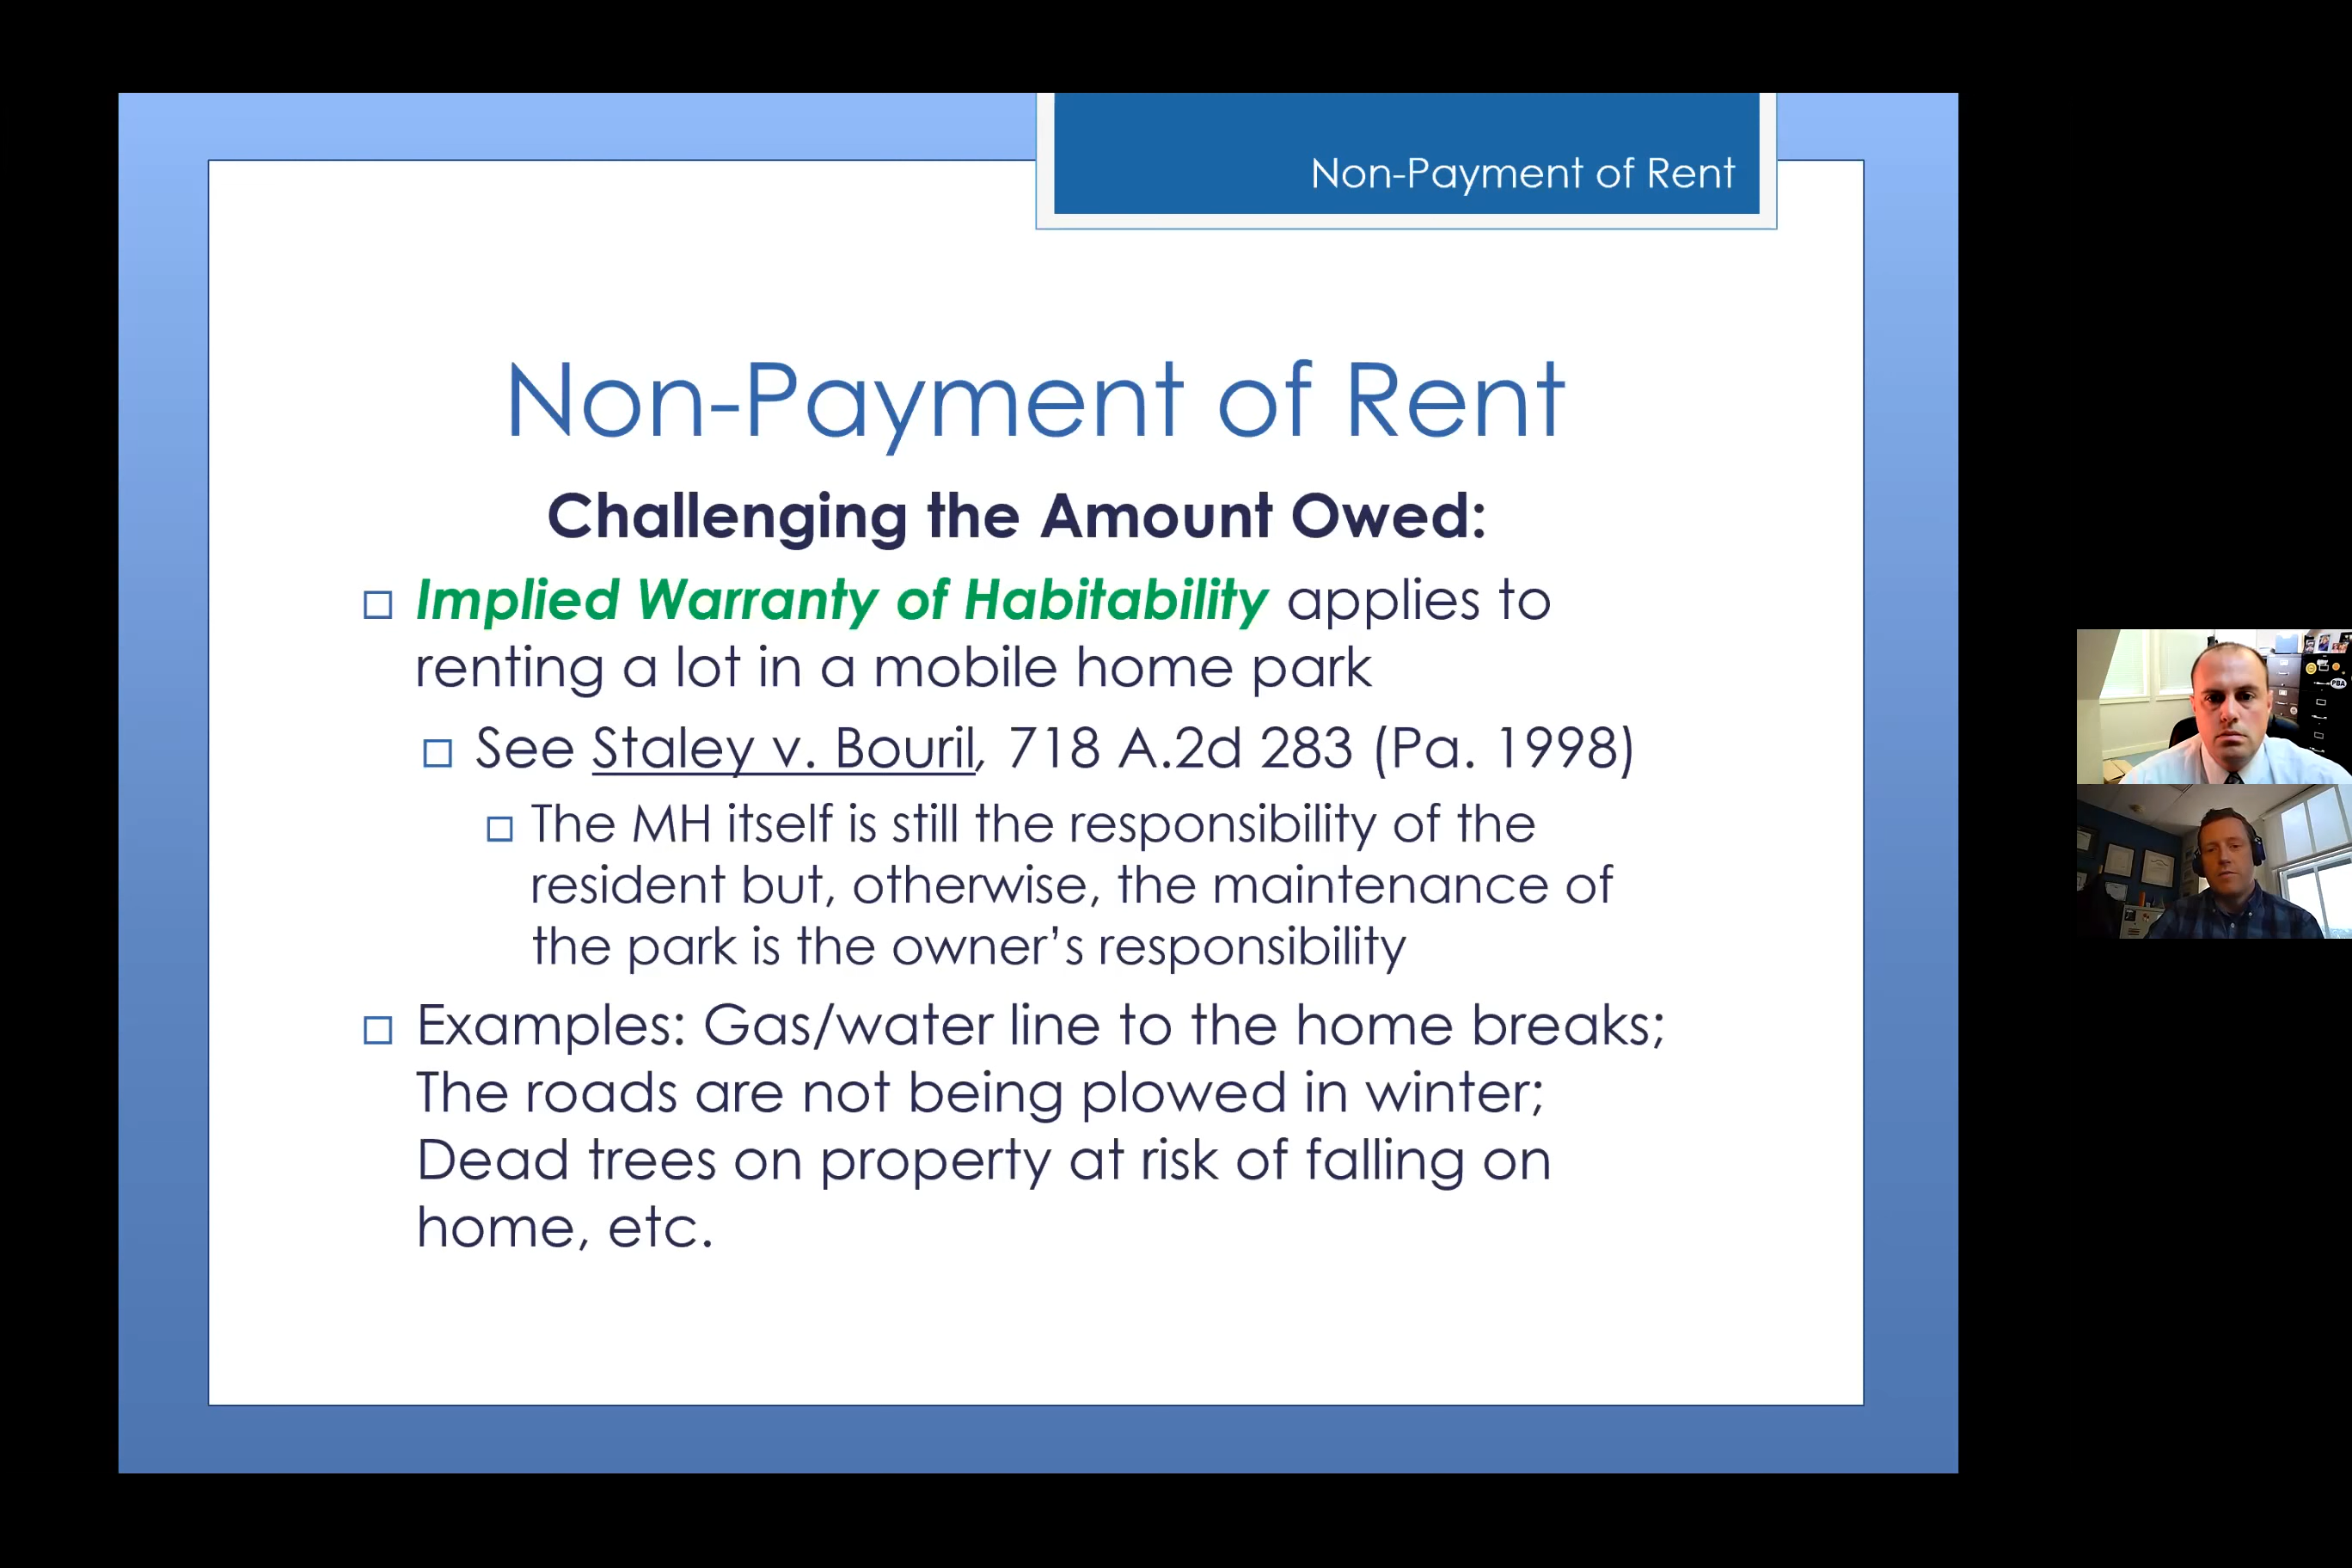 Non-Payment of Rent
Non-Payment of Rent
Challenging the Amount Owed:
Implied Warranty of Habitability applies to
renting a lot in a mobile home park
See Staley v. Bouril, 718 A.2d 283 (Pa. 1998)
The MH itself is still the responsibility of the
resident but, otherwise, the maintenance of
the park is the owner’s responsibility
Examples: Gas/water line to the home breaks;
The roads are not being plowed in winter;
Dead trees on property at risk of falling on
home, etc.
PBA